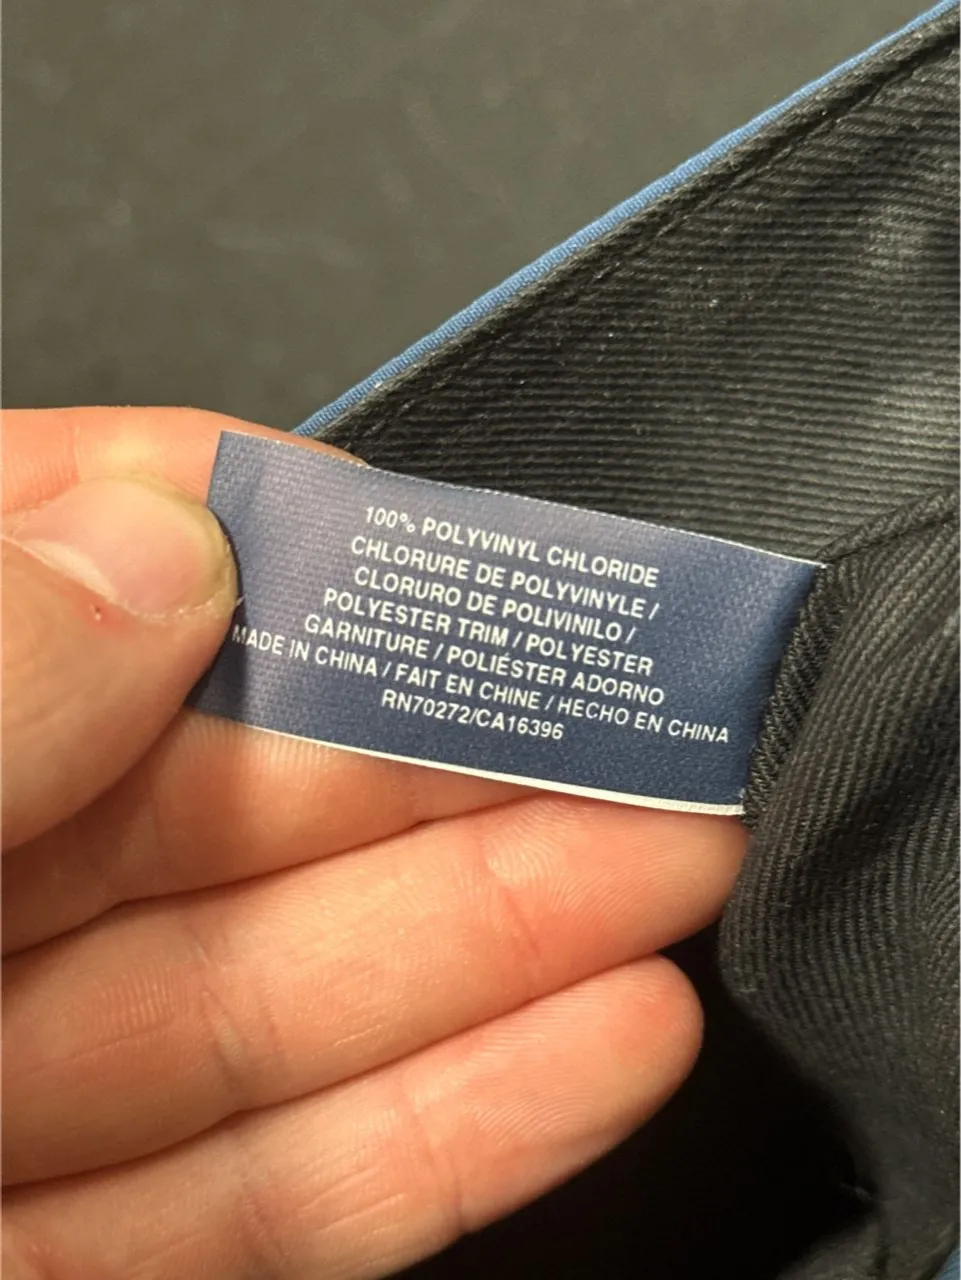 100% POLYVINYL CHLORIDE
CHLORURE DE POLYVINYLE /
CLORURO DE POLIVINILO /
POLYESTER TRIM / POLYESTER
GARNITURE / POLIÉSTER ADORNO
MADE IN CHINA / FAIT EN CHINE / HECHO EN CHINA
RN70272/CA16396